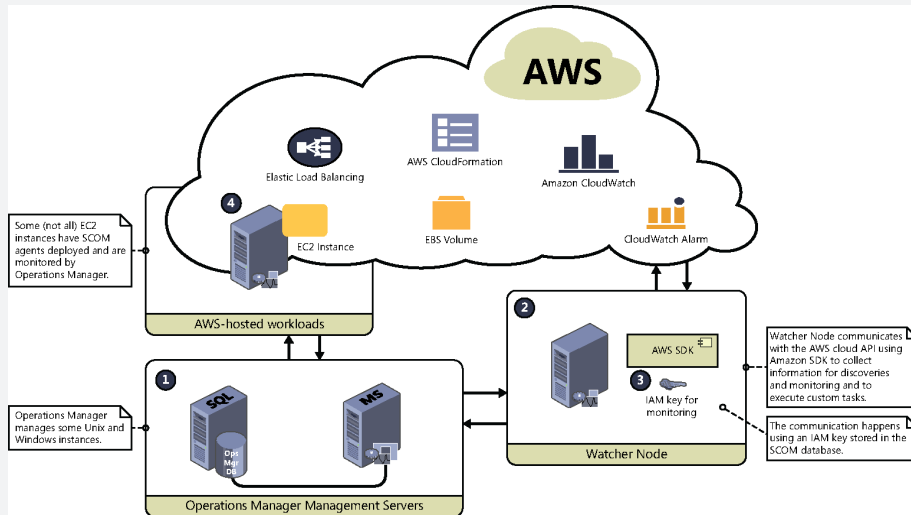 AWS
Elastic Load Balancing
AWS CloudFormation
Amazon CloudWatch
4
EC2 Instance
EBS Volume
CloudWatch Alarm
Some (not all) EC2
instances have SCOM
agents deployed and are
monitored by
Operations Manager.
AWS-hosted workloads
2
AWS SDK
3
IAM key for
monitoring
Watcher Node
Watcher Node communicates
with the AWS cloud API using
Amazon SDK to collect
information for discoveries
and monitoring and to
execute custom tasks.
The communication happens
using an IAM key stored in the
SCOM database.
1
SQL
MS
Ops
Mgr
DB
Operations Manager
manages some Unix and
Windows instances.
Operations Manager Management Servers